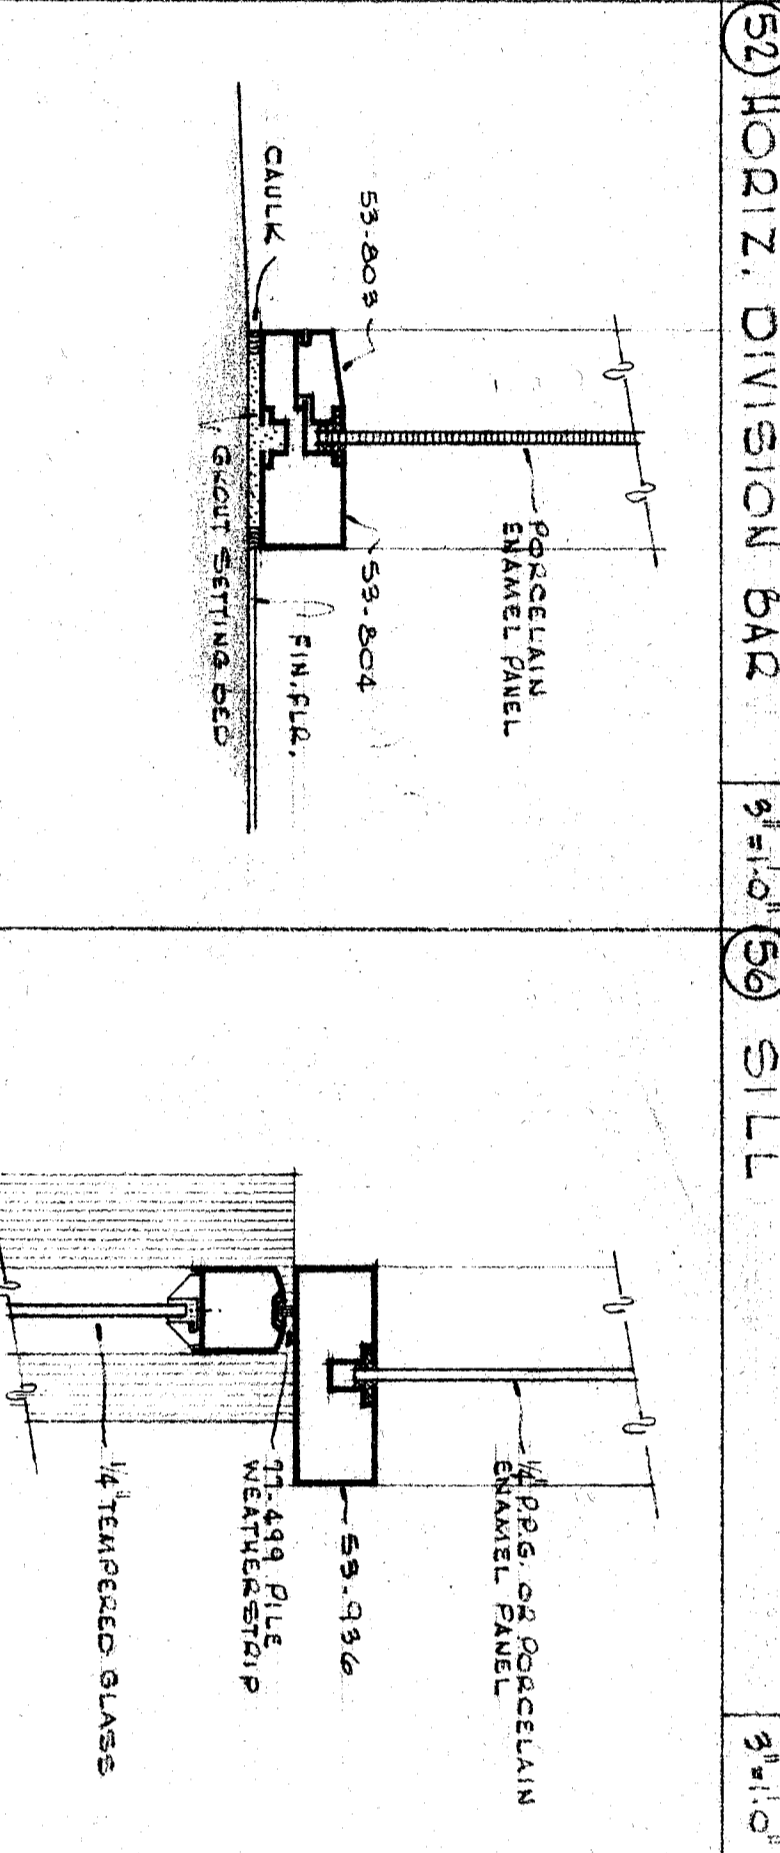 52 HORIZ. DIVISION BAR
3"=1'-0"
56 SILL
3"=1'-0"
PORCELAIN
ENAMEL PANEL
53-803
53-804
CAULK
FIN. FLR.
GROUT SETTING BED
1/4" P.P.G. OR PORCELAIN
ENAMEL PANEL
53-936
77-499 PILE
WEATHERSTRIP
1/4" TEMPERED GLASS